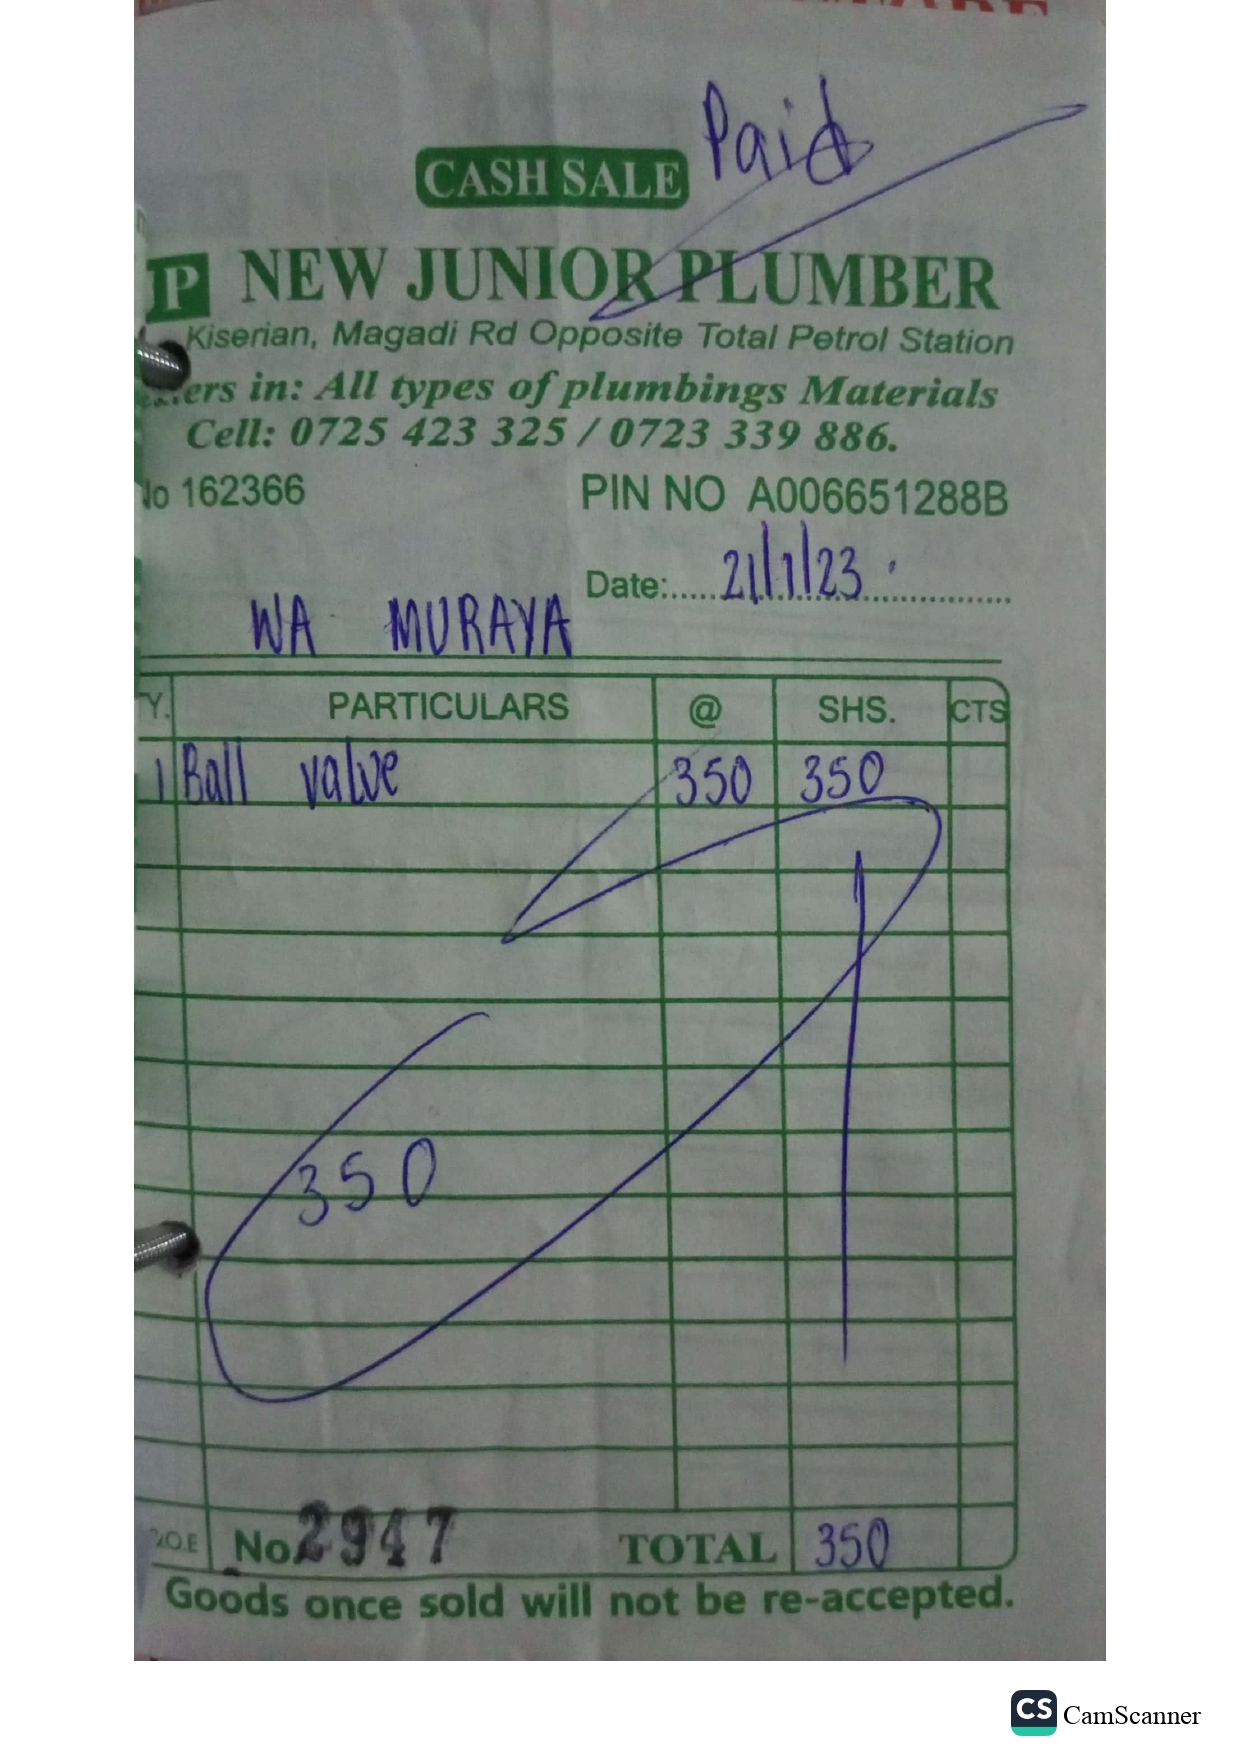 CASH SALE Paid
P NEW JUNIOR PLUMBER
Kiserian, Magadi Rd Opposite Total Petrol Station
ers in: All types of plumbings Materials
Cell: 0725 423 325 / 0723 339 886.
No 162366 PIN NO A006651288B
Date:..... 21/1/23
WA MURAYA
Y. PARTICULARS @ SHS. CTS
1 Ball valve 350 350
350
.O.E No. 2947 TOTAL 350
Goods once sold will not be re-accepted.
CS CamScanner